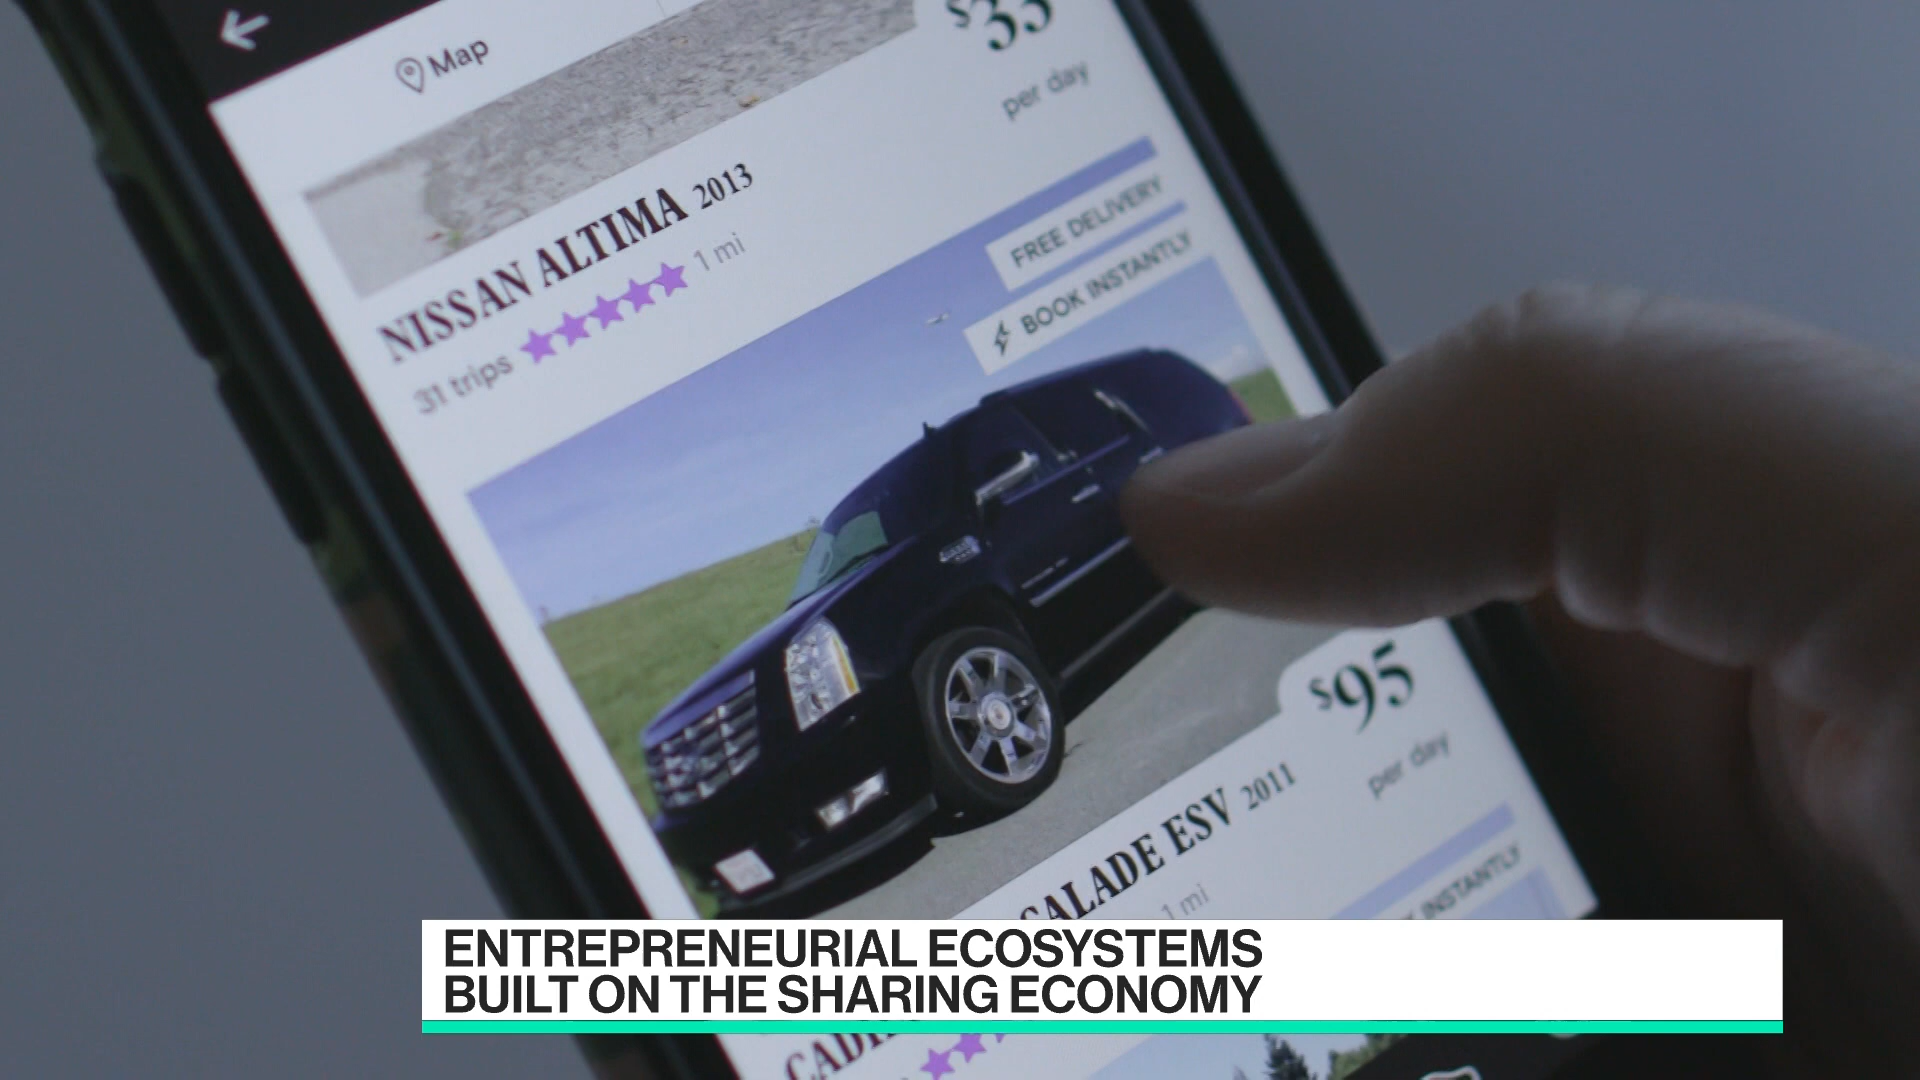 Map
$33
per day
NISSAN ALTIMA 2013
31 trips 1 mi
FREE DELIVERY
BOOK INSTANTLY
$95
per day
ESV 2011
1 mi
INSTANTLY
ENTREPRENEURIAL ECOSYSTEMS
BUILT ON THE SHARING ECONOMY